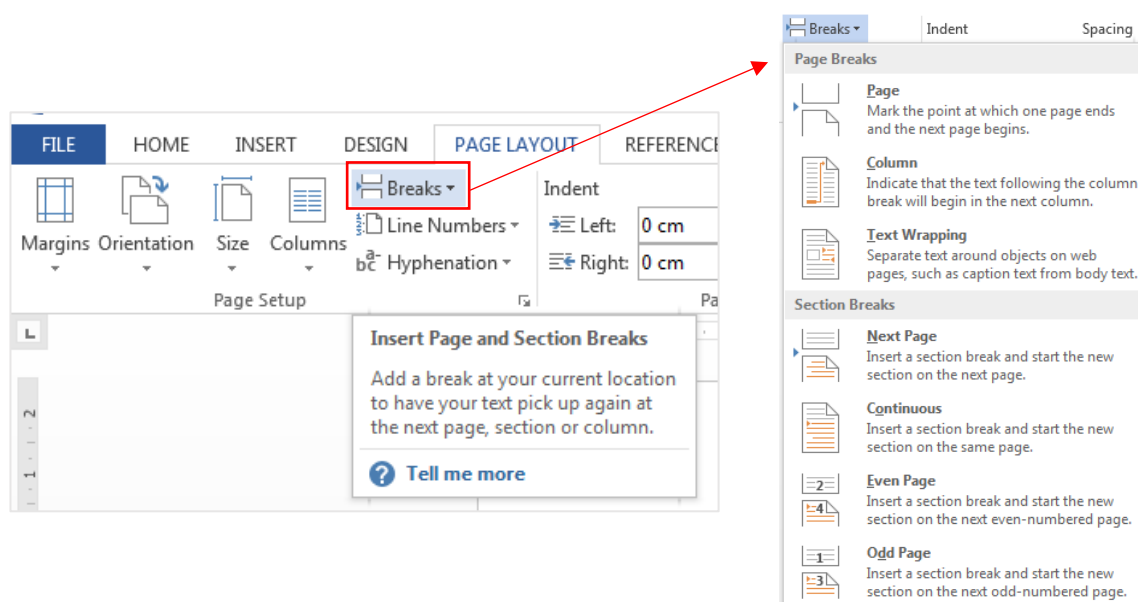 FILE HOME INSERT DESIGN PAGE LAYOUT REFERENCE
Breaks
Indent
Line Numbers
Left: 0 cm
Margins Orientation Size Columns
bc a- Hyphenation
Right: 0 cm
Page Setup
Pa
L
Insert Page and Section Breaks
Add a break at your current location
to have your text pick up again at
the next page, section or column.
? Tell me more
2
1
Breaks Indent Spacing
Page Breaks
Page
Mark the point at which one page ends
and the next page begins.
Column
Indicate that the text following the column
break will begin in the next column.
Text Wrapping
Separate text around objects on web
pages, such as caption text from body text.
Section Breaks
Next Page
Insert a section break and start the new
section on the next page.
Continuous
Insert a section break and start the new
section on the same page.
2
4
Even Page
Insert a section break and start the new
section on the next even-numbered page.
1
3
Odd Page
Insert a section break and start the new
section on the next odd-numbered page.